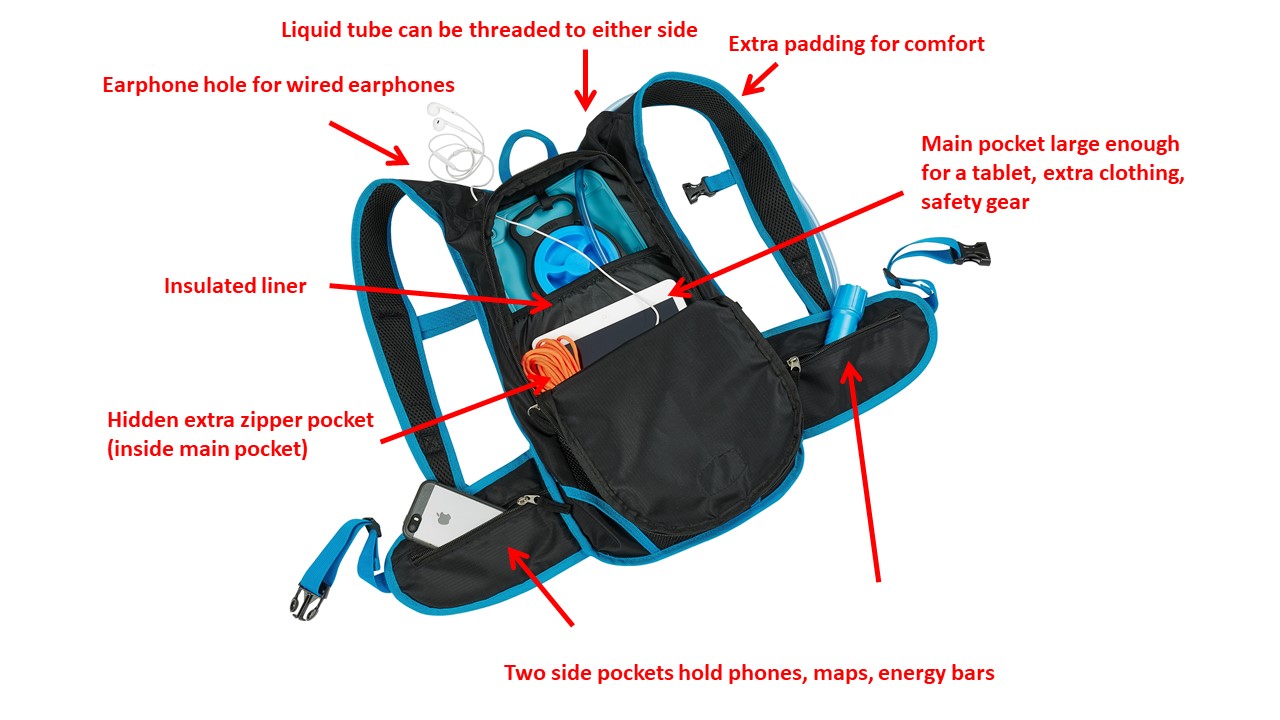 Liquid tube can be threaded to either side
Extra padding for comfort
Earphone hole for wired earphones
Main pocket large enough
for a tablet, extra clothing,
safety gear
Insulated liner
Hidden extra zipper pocket
(inside main pocket)
Two side pockets hold phones, maps, energy bars